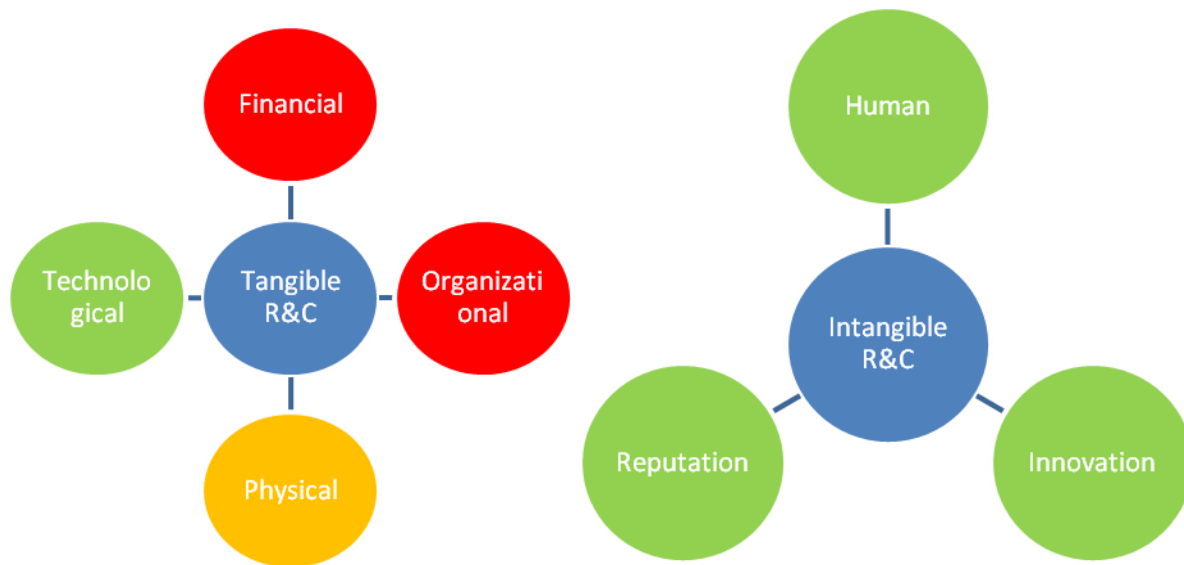 Financial
Technolo
gical
Tangible
R&C
Organizati
onal
Physical
Human
Intangible
R&C
Reputation
Innovation